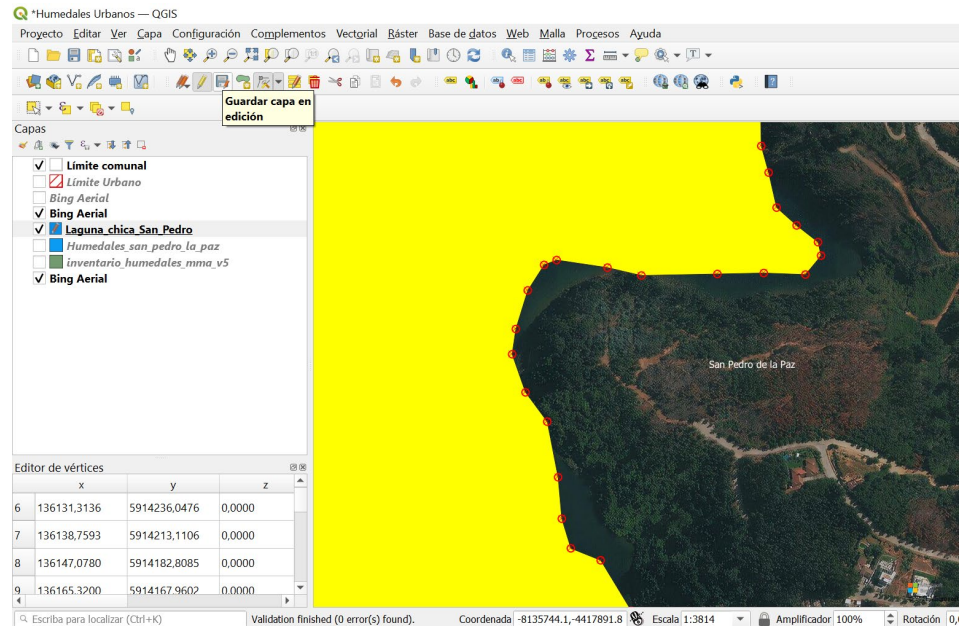 *Humedales Urbanos — QGIS
Proyecto Editar Ver Capa Configuración Complementos Vectorial Ráster Base de datos Web Malla Procesos Ayuda
Guardar capa en
edición
Capas
Límite comunal
Límite Urbano
Bing Aerial
Bing Aerial
Laguna_chica_San_Pedro
Humedales_san_pedro_la_paz
inventario_humedales_mma_v5
Bing Aerial
San Pedro de la Paz
Editor de vértices
x y z
6 136131,3136 5914236,0476 0,0000
7 136138,7593 5914213,1106 0,0000
8 136147,0780 5914182,8085 0,0000
9 136165,3200 5914167,9602 0,0000
Escriba para localizar (Ctrl+K) Validation finished (0 error(s) found). Coordenada -8135744.1,-4417891.8 Escala 1:3814 Amplificador 100% Rotación